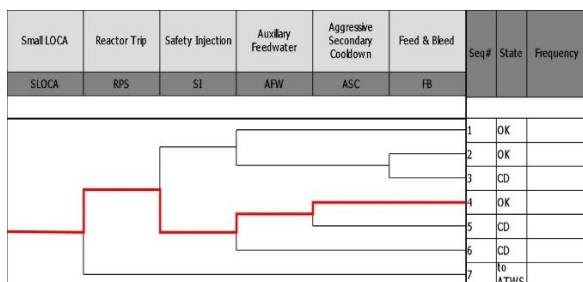 Small LOCA Reactor Trip Safety Injection Auxiliary Feedwater Aggressive Secondary Cooldown Feed & Bleed Seq# State Frequency
SLOCA RPS SI AFW ASC FB
1 OK
2 OK
3 CD
4 OK
5 CD
6 CD
7 to ATWS